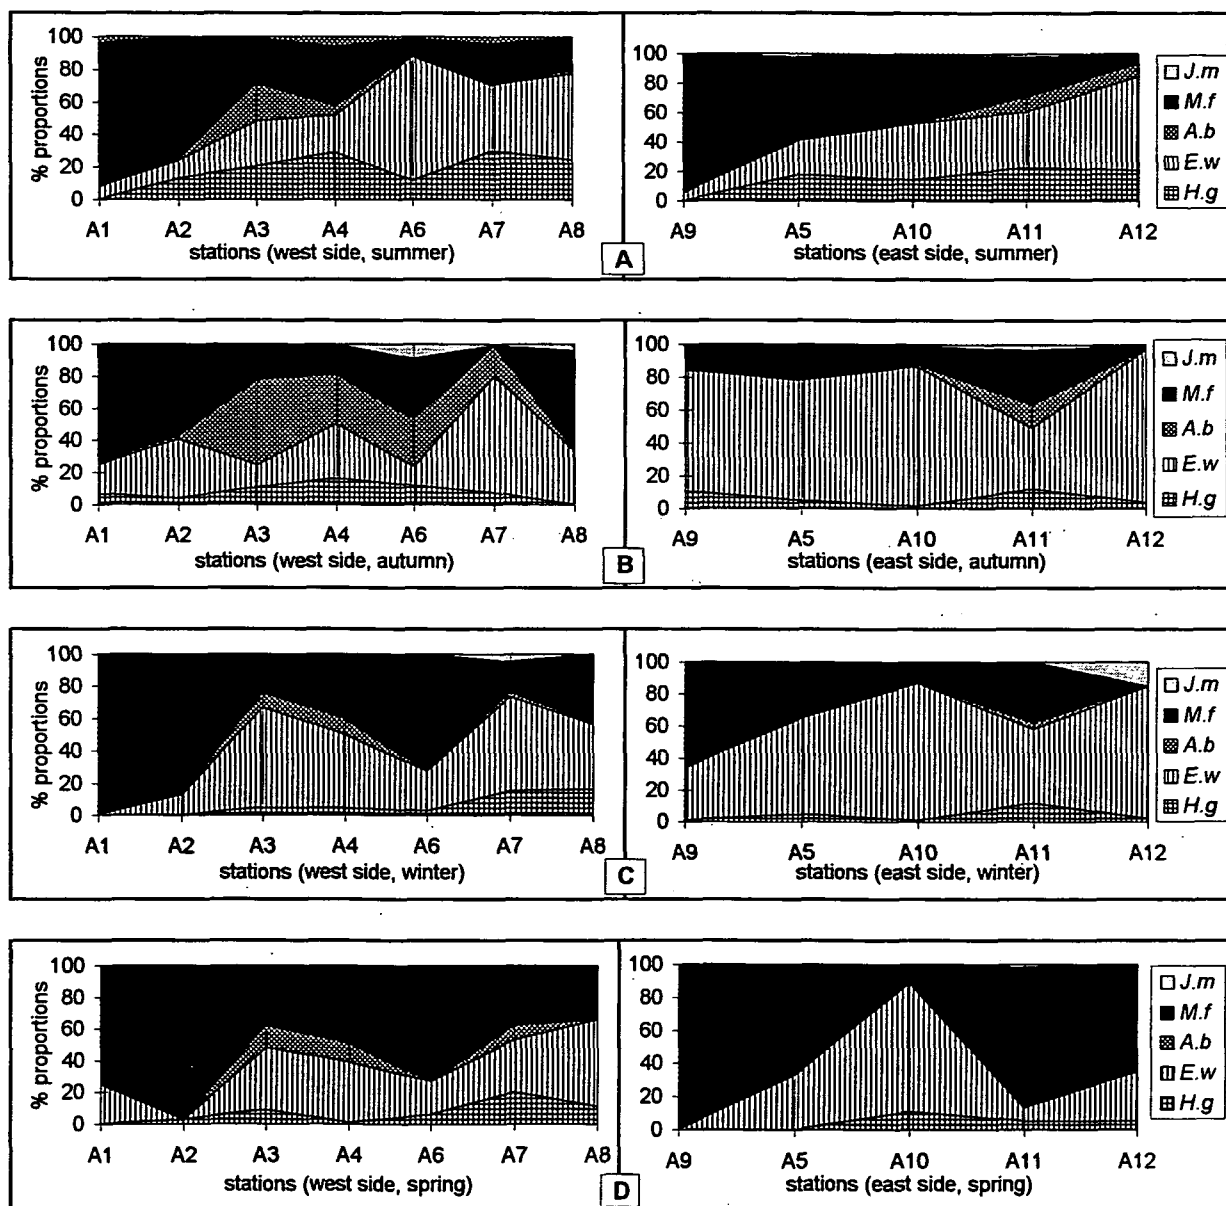 % proportions
100
80
60
40
20
0
A1 A2 A3 A4 A6 A7 A8
stations (west side, summer)
100
80
60
40
20
0
A9 A5 A10 A11 A12
stations (east side, summer)
J.m
M.f
A.b
E.w
H.g
A
% proportions
100
80
60
40
20
0
A1 A2 A3 A4 A6 A7 A8
stations (west side, autumn)
100
80
60
40
20
0
A9 A5 A10 A11 A12
stations (east side, autumn)
J.m
M.f
A.b
E.w
H.g
B
% proportions
100
80
60
40
20
0
A1 A2 A3 A4 A6 A7 A8
stations (west side, winter)
100
80
60
40
20
0
A9 A5 A10 A11 A12
stations (east side, winter)
J.m
M.f
A.b
E.w
H.g
C
% proportions
100
80
60
40
20
0
A1 A2 A3 A4 A6 A7 A8
stations (west side, spring)
100
80
60
40
20
0
A9 A5 A10 A11 A12
stations (east side, spring)
J.m
M.f
A.b
E.w
H.g
D